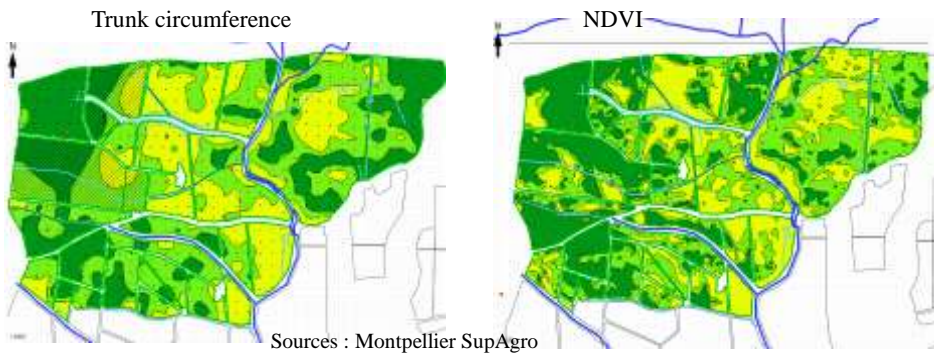 Trunk circumference
NDVI
N
N
Sources : Montpellier SupAgro